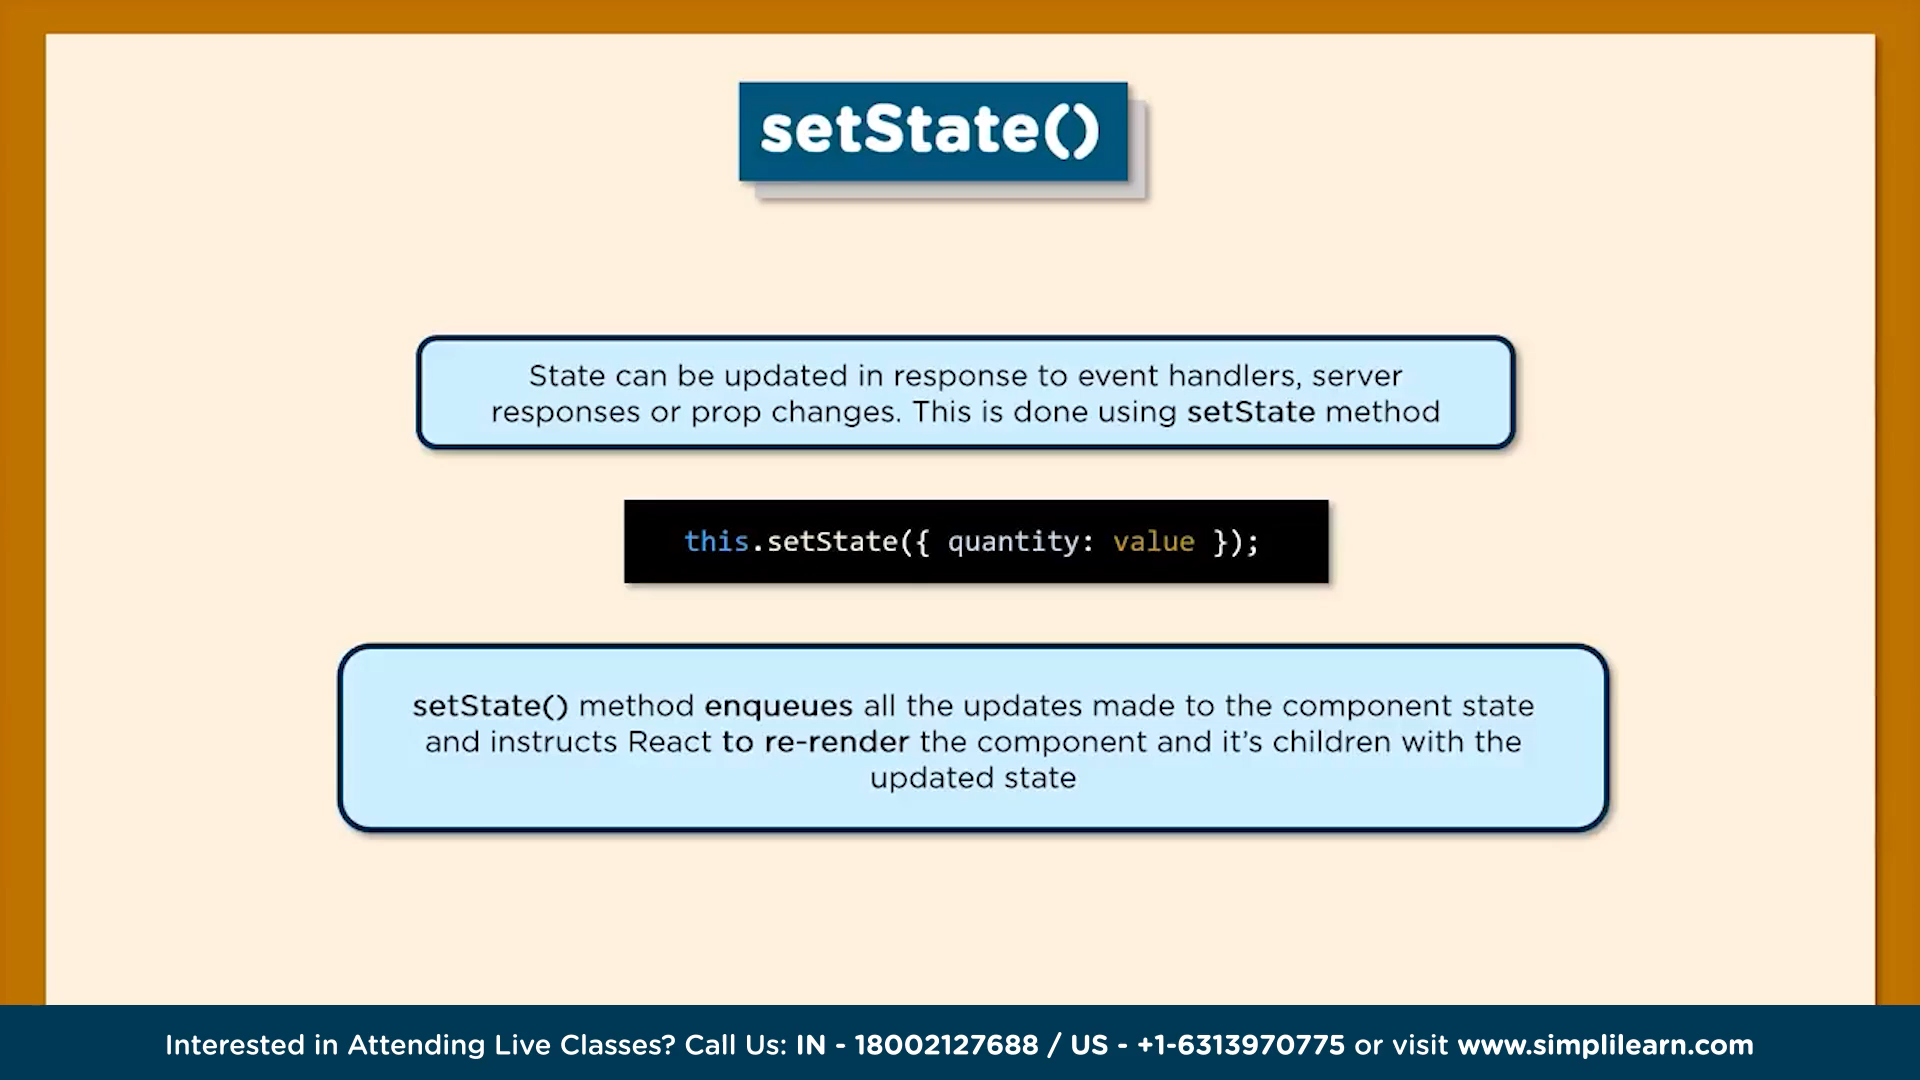 setState()
State can be updated in response to event handlers, server
responses or prop changes. This is done using setState method
this.setState({ quantity: value });
setState() method enqueues all the updates made to the component state
and instructs React to re-render the component and it’s children with the
updated state
Interested in Attending Live Classes? Call Us: IN - 18002127688 / US - +1-6313970775 or visit www.simplilearn.com